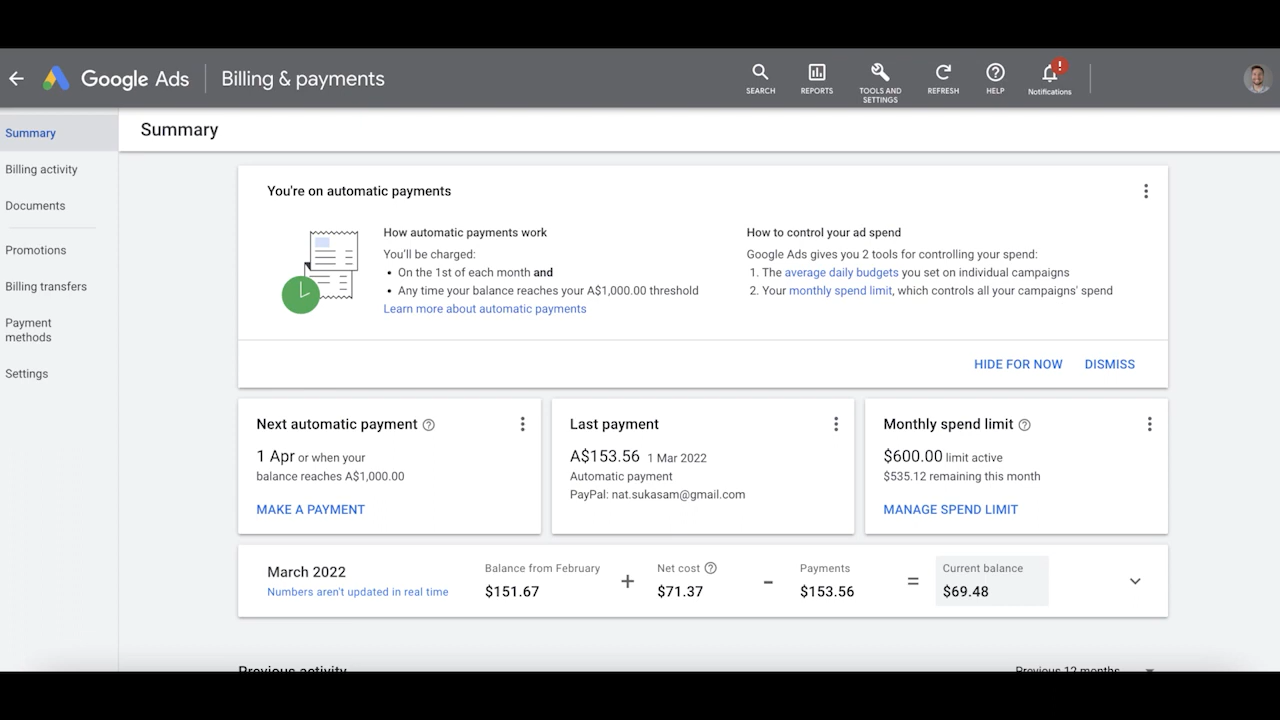 Google Ads
Billing & payments
SEARCH
REPORTS
TOOLS AND
SETTINGS
REFRESH
HELP
!
Notifications
Summary
Billing activity
Documents
Promotions
Billing transfers
Payment
methods
Settings
Summary
You're on automatic payments
How automatic payments work
You'll be charged:
• On the 1st of each month and
• Any time your balance reaches your A$1,000.00 threshold
Learn more about automatic payments
How to control your ad spend
Google Ads gives you 2 tools for controlling your spend:
1. The average daily budgets you set on individual campaigns
2. Your monthly spend limit, which controls all your campaigns' spend
HIDE FOR NOW
DISMISS
Next automatic payment ?
1 Apr or when your
balance reaches A$1,000.00
MAKE A PAYMENT
Last payment
A$153.56 1 Mar 2022
Automatic payment
PayPal: nat.sukasam@gmail.com
Monthly spend limit ?
$600.00 limit active
$535.12 remaining this month
MANAGE SPEND LIMIT
March 2022
Numbers aren't updated in real time
Balance from February
$151.67
+
Net cost ?
$71.37
-
Payments
$153.56
=
Current balance
$69.48
Previous activity
Previous 12 months